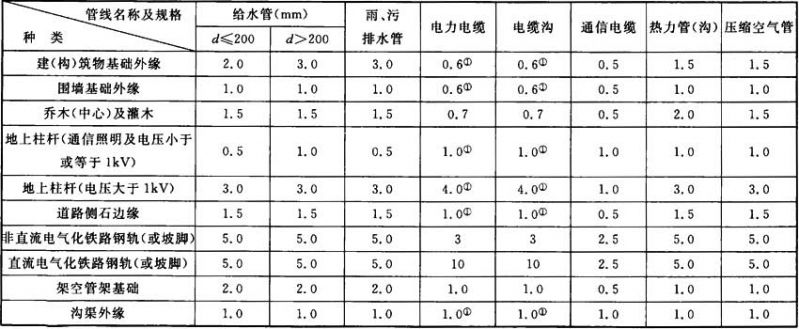 管线名称及规格 给水管(mm) 雨、污排水管 电力电缆 电缆沟 通信电缆 热力管(沟) 压缩空气管
种 类 d≤200 d>200
建(构)筑物基础外缘 2.0 3.0 3.0 0.6① 0.6① 0.5 1.5 1.5
围墙基础外缘 1.0 1.0 1.0 0.6① 0.6① 0.5 1.0 1.0
乔木(中心)及灌木 1.5 1.5 1.5 0.7 0.7 0.5 2.0 1.5
地上柱杆(通信照明及电压小于
或等于1kV) 0.5 1.0 0.5 1.0① 1.0① 1.0 1.0 1.0
地上柱杆(电压大于1kV) 3.0 3.0 3.0 4.0① 4.0① 1.0 3.0 3.0
道路侧石边缘 1.5 1.5 1.5 1.0① 1.0① 0.5 1.5 1.5
非直流电气化铁路钢轨(或坡脚) 5.0 5.0 5.0 3 3 2.5 5.0 5.0
直流电气化铁路钢轨(或坡脚) 5.0 5.0 5.0 10 10 2.5 5.0 5.0
架空管架基础 2.0 2.0 2.0 1.0 1.0 0.5 1.0 1.0
沟渠外缘 1.0 1.0 1.0 1.0① 1.0① 1.0 1.0 1.0